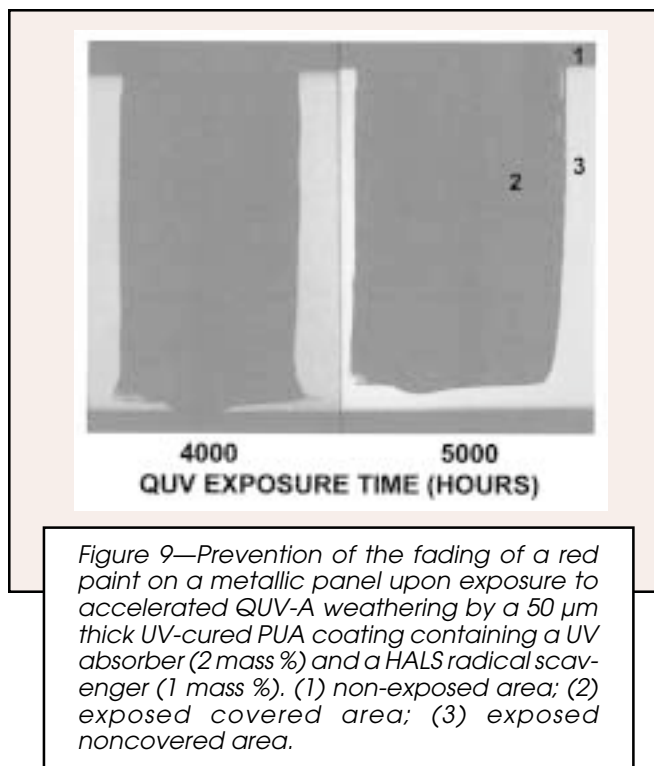 1
3
2
4000 5000
QUV EXPOSURE TIME (HOURS)
Figure 9—Prevention of the fading of a red
paint on a metallic panel upon exposure to
accelerated QUV-A weathering by a 50 µm
thick UV-cured PUA coating containing a UV
absorber (2 mass %) and a HALS radical scav-
enger (1 mass %). (1) non-exposed area; (2)
exposed covered area; (3) exposed
noncovered area.